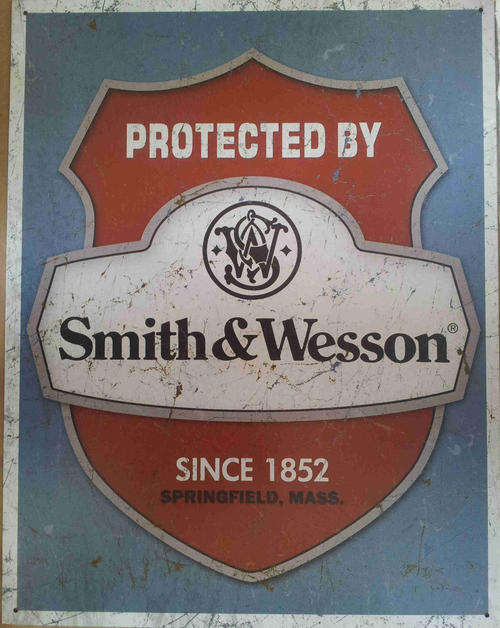 PROTECTED BY
Smith & Wesson®
SINCE 1852
SPRINGFIELD, MASS.